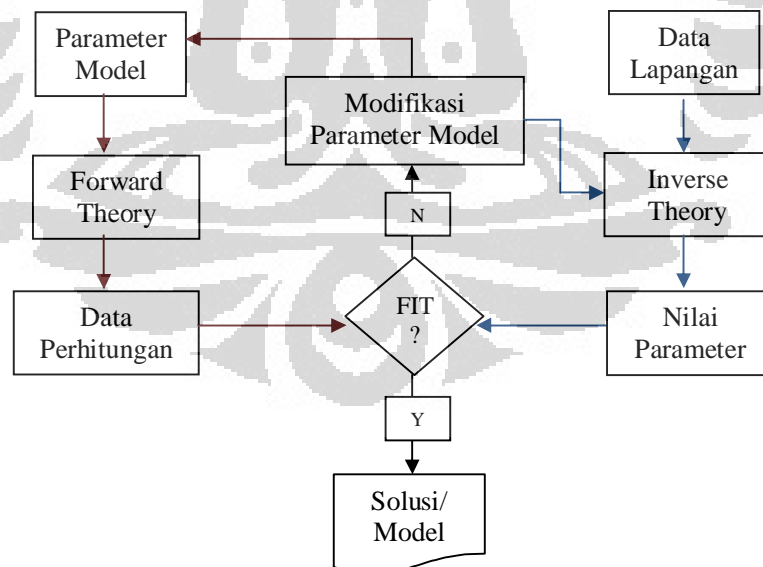 Parameter
Model
Data
Lapangan
Modifikasi
Parameter Model
Forward
Theory
Inverse
Theory
N
FIT
?
Data
Perhitungan
Nilai
Parameter
Y
Solusi/
Model